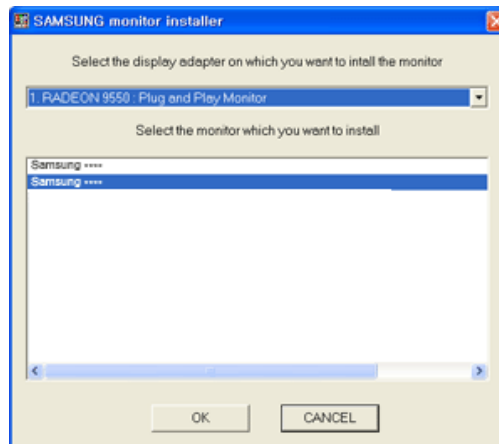 SAMSUNG monitor installer
Select the display adapter on which you want to intall the monitor
1. RADEON 9550 : Plug and Play Monitor
Select the monitor which you want to install
Samsung ****
Samsung ****
OK
CANCEL